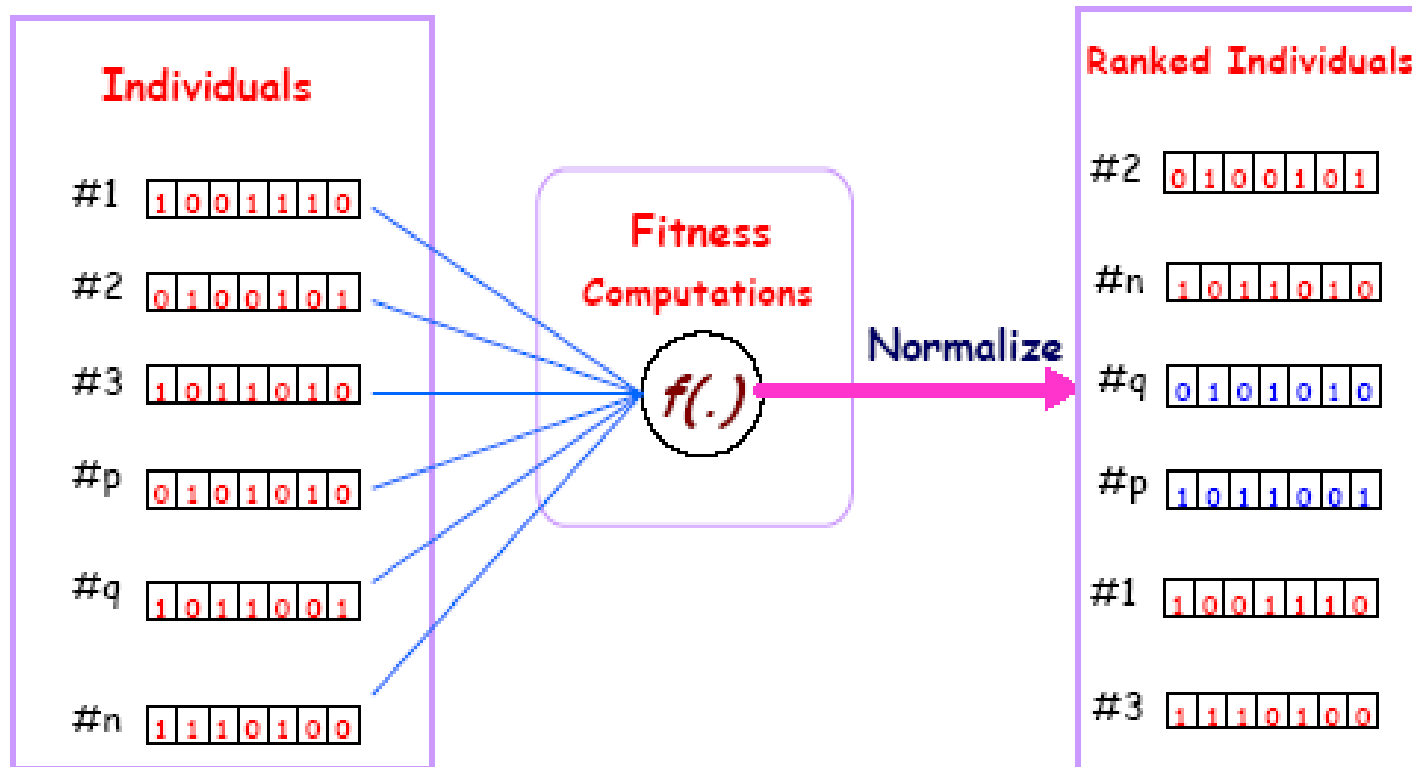 Individuals
#1 1 0 0 1 1 1 0
#2 0 1 0 0 1 0 1
#3 1 0 1 1 0 1 0
#p 0 1 0 1 0 1 0
#q 1 0 1 1 0 0 1
#n 1 1 1 0 1 0 0
Fitness
Computations
f(.)
Normalize
Ranked Individuals
#2 0 1 0 0 1 0 1
#n 1 0 1 1 0 1 0
#q 0 1 0 1 0 1 0
#p 1 0 1 1 0 0 1
#1 1 0 0 1 1 1 0
#3 1 1 1 0 1 0 0